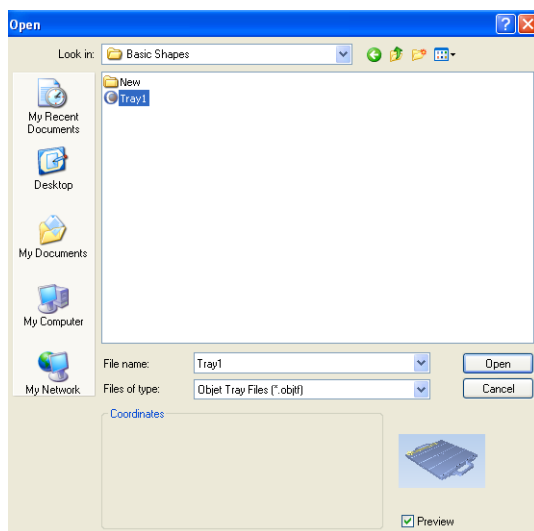 Open
Look in: Basic Shapes
New
Tray1
My Recent
Documents
Desktop
My Documents
My Computer
My Network
File name: Tray1 Open
Files of type: Objet Tray Files (*.objtf) Cancel
Coordinates
Preview